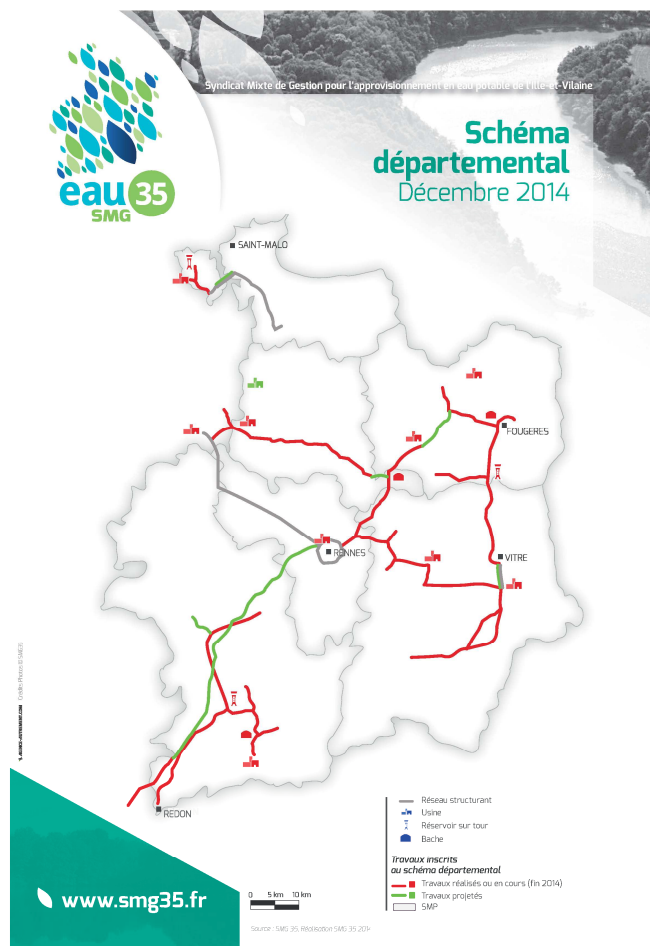 Syndicat Mixte de Gestion pour l'approvisionnement en eau potable de l'Ille-et-Vilaine
eau 35
SMG
Schéma
départemental
Décembre 2014
SAINT-MALO
FOUGERES
RENNES
VITRE
REDON
Réseau structurant
Usine
Réservoir sur tour
Bache
Travaux inscrits
au schéma départemental
Travaux réalisés ou en cours (fin 2014)
Travaux projetés
SMP
0 5 km 10 km
www.smg35.fr
Source : SMG 35. Réalisation SMG 35 201